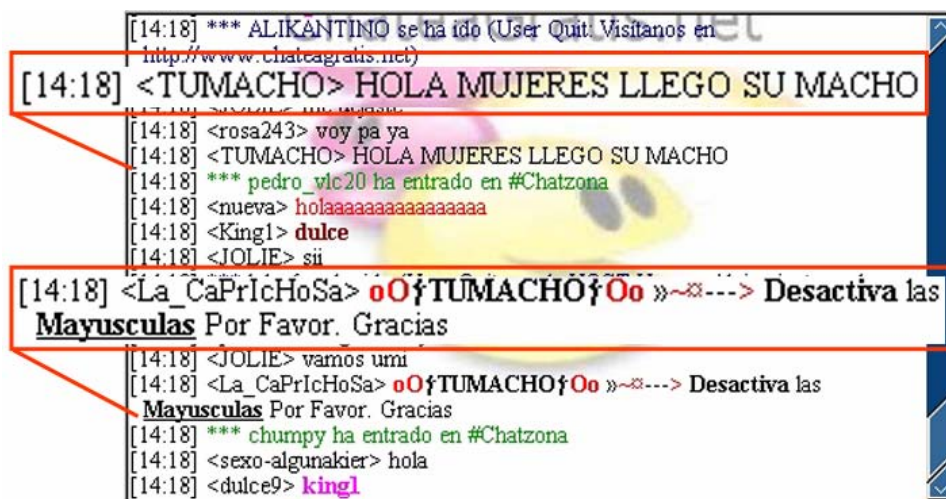 [14:18] *** ALIKANTINO se ha ido (User Quit: Visítanos en
http://www.chateagratis.net)
[14:18] <TUMACHO> HOLA MUJERES LLEGO SU MACHO
[14:18]
[14:18] <rosa243> voy pa ya
[14:18] <TUMACHO> HOLA MUJERES LLEGO SU MACHO
[14:18] *** pedro_vlc20 ha entrado en #Chatzona
[14:18] <nueva> holaaaaaaaaaaaaaaaaa
[14:18] <King1> dulce
[14:18] <JOLIE> sii
[14:18] <La_CaPrIcHoSa> oO†TUMACHO†Oo »~¤---> Desactiva las
Mayusculas Por Favor. Gracias
[14:18] <JOLIE> vamos umi
[14:18] <La_CaPrIcHoSa> oO†TUMACHO†Oo »~¤---> Desactiva las
Mayusculas Por Favor. Gracias
[14:18] *** chumpy ha entrado en #Chatzona
[14:18] <sexo-algunakier> hola
[14:18] <dulce9> king1